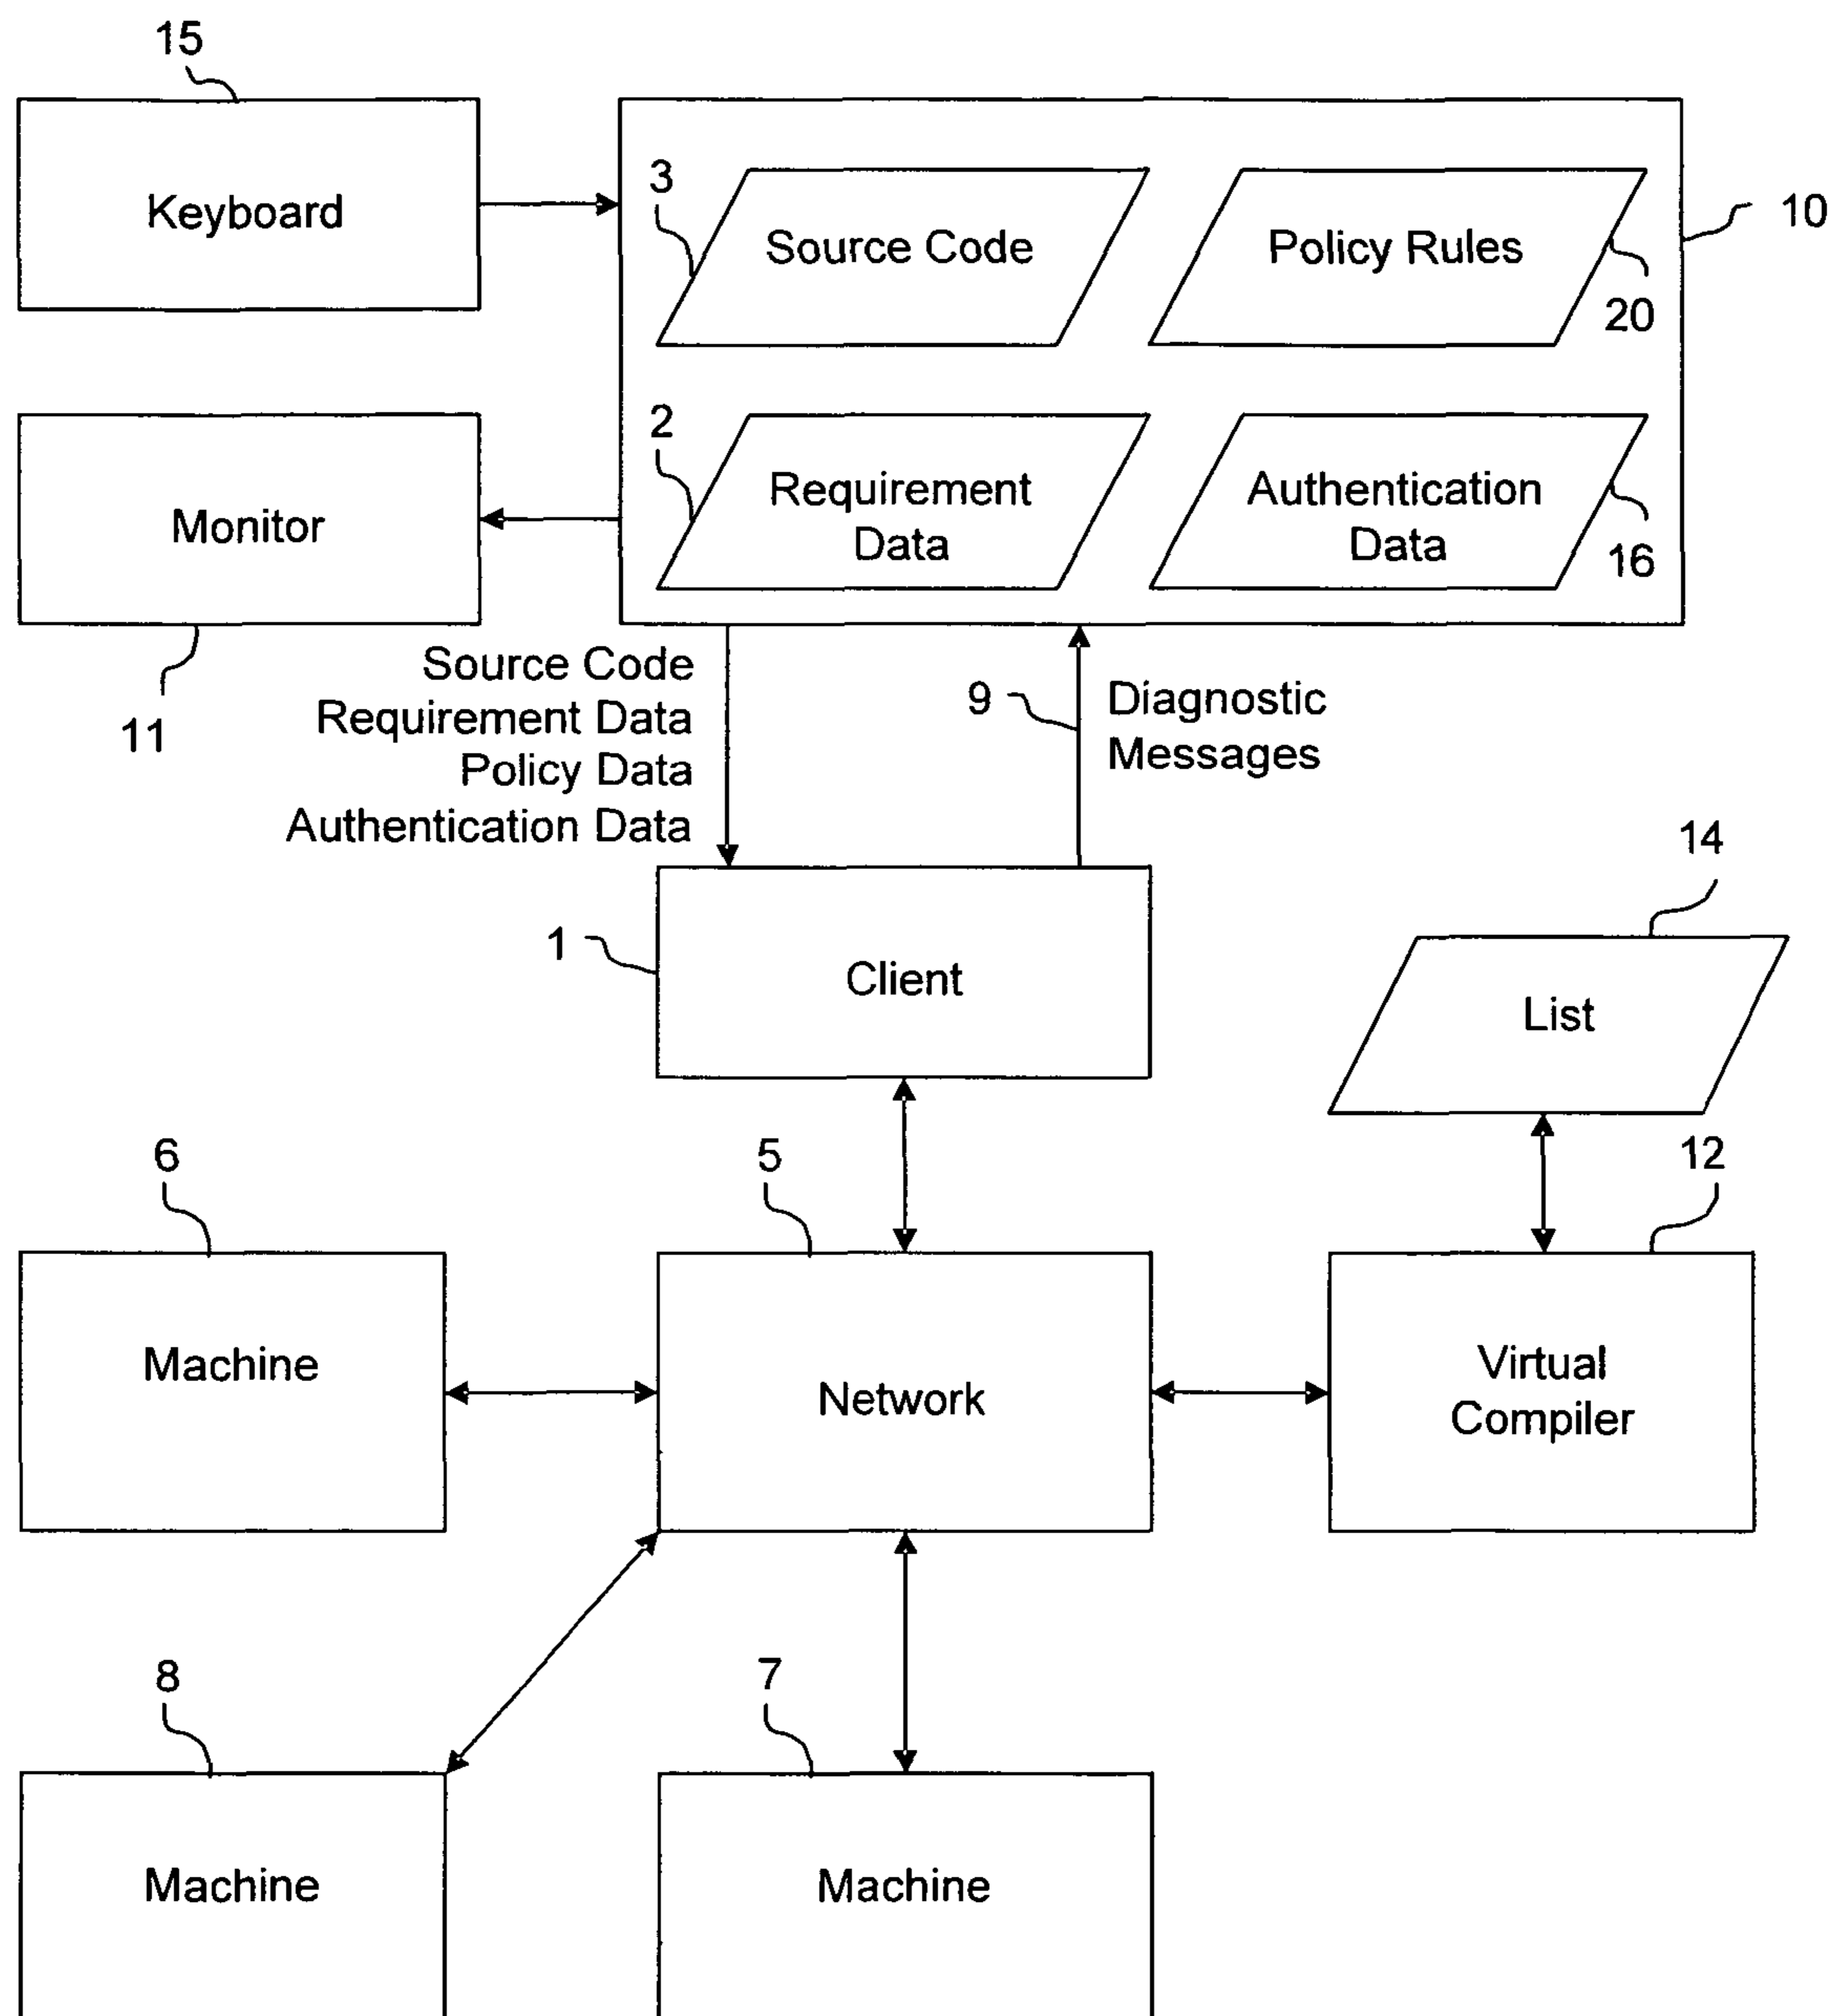 15
Keyboard
3
Source Code
Policy Rules
10
20
2
Requirement
Data
Authentication
Data
16
Monitor
11
Source Code
Requirement Data
Policy Data
Authentication Data
9
Diagnostic
Messages
14
1
Client
List
6
5
12
Machine
Network
Virtual
Compiler
8
7
Machine
Machine